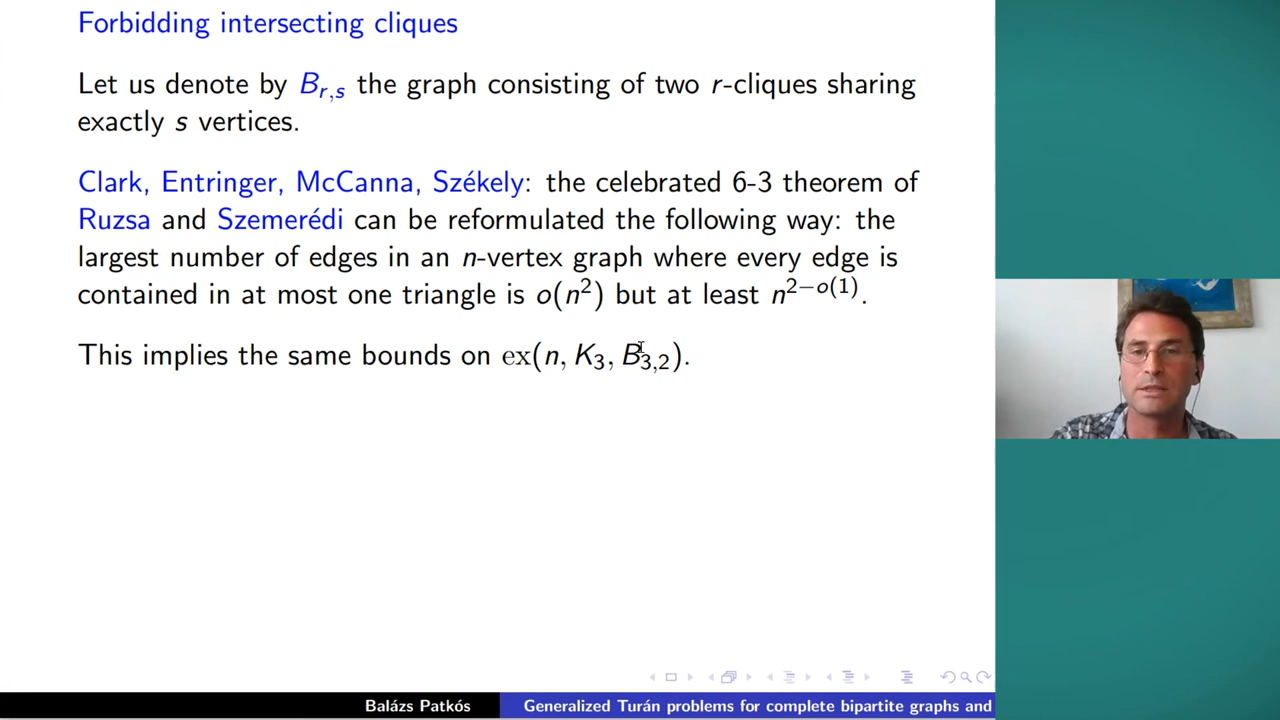 Forbidding intersecting cliques
Let us denote by B_{r,s} the graph consisting of two r-cliques sharing
exactly s vertices.
Clark, Entringer, McCanna, Székely: the celebrated 6-3 theorem of
Ruzsa and Szemerédi can be reformulated the following way: the
largest number of edges in an n-vertex graph where every edge is
contained in at most one triangle is o(n^2) but at least n^{2-o(1)}.
This implies the same bounds on ex(n, K_3, B_{3,2}).
Balázs Patkós
Generalized Turán problems for complete bipartite graphs and